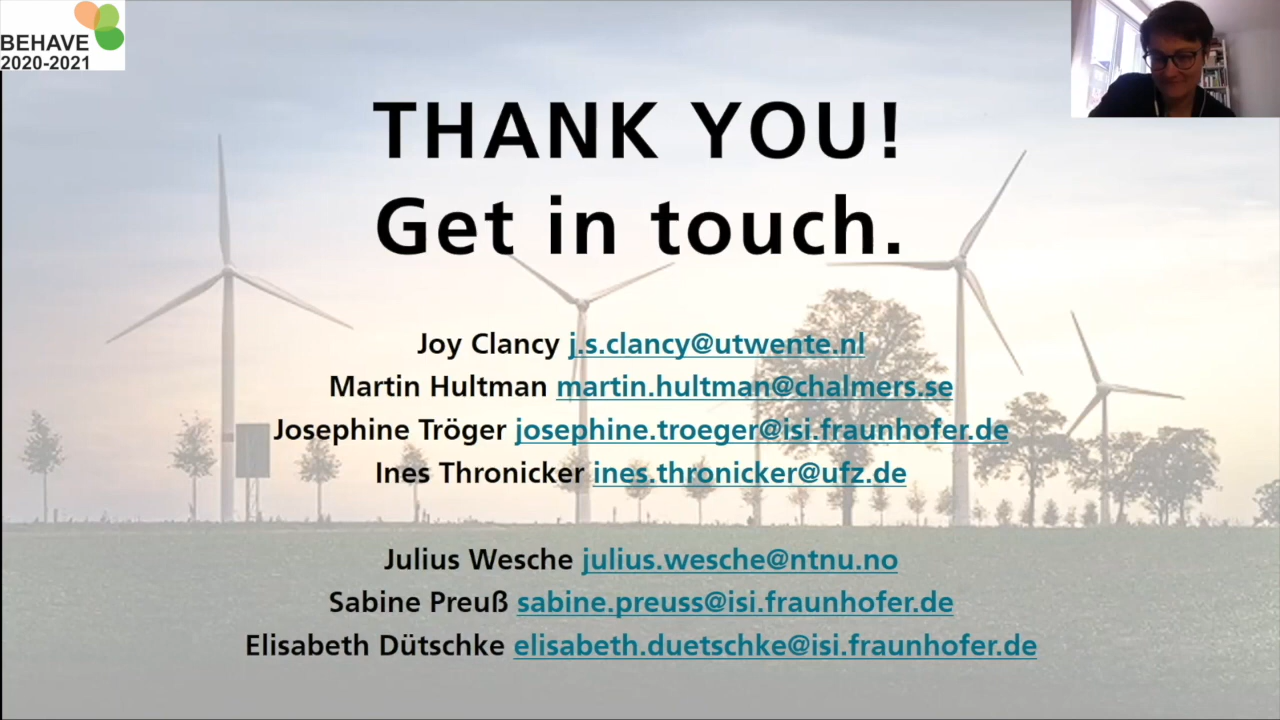 BEHAVE
2020-2021
THANK YOU!
Get in touch.
Joy Clancy j.s.clancy@utwente.nl
Martin Hultman martin.hultman@chalmers.se
Josephine Tröger josephine.troeger@isi.fraunhofer.de
Ines Thronicker ines.thronicker@ufz.de
Julius Wesche julius.wesche@ntnu.no
Sabine Preuß sabine.preuss@isi.fraunhofer.de
Elisabeth Dütschke elisabeth.duetschke@isi.fraunhofer.de